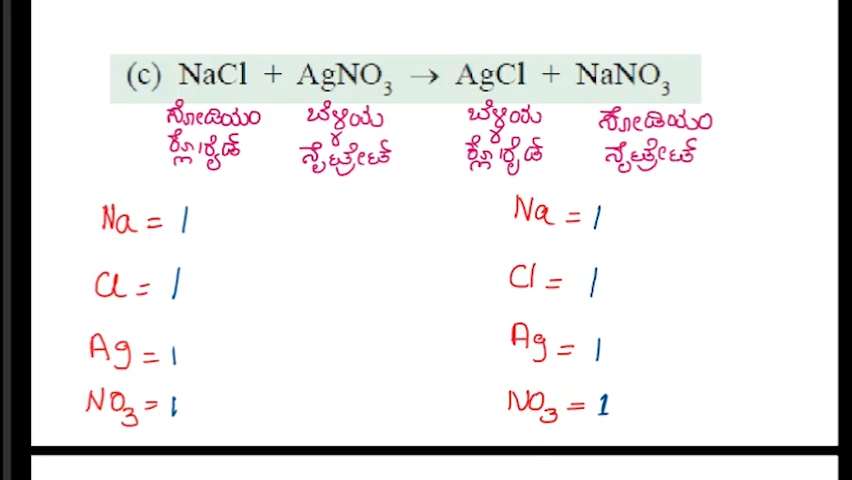 (c) NaCl + AgNO₃ → AgCl + NaNO₃
ಸೋಡಿಯಂ ಬೆಳ್ಳಿಯ ಬೆಳ್ಳಿಯ ಸೋಡಿಯಂ
ಕ್ಲೋರೈಡ್ ನೈಟ್ರೇಟ್ ಕ್ಲೋರೈಡ್ ನೈಟ್ರೇಟ್
Na = 1 Na = 1
Cl = 1 Cl = 1
Ag = 1 Ag = 1
NO₃ = 1 NO₃ = 1